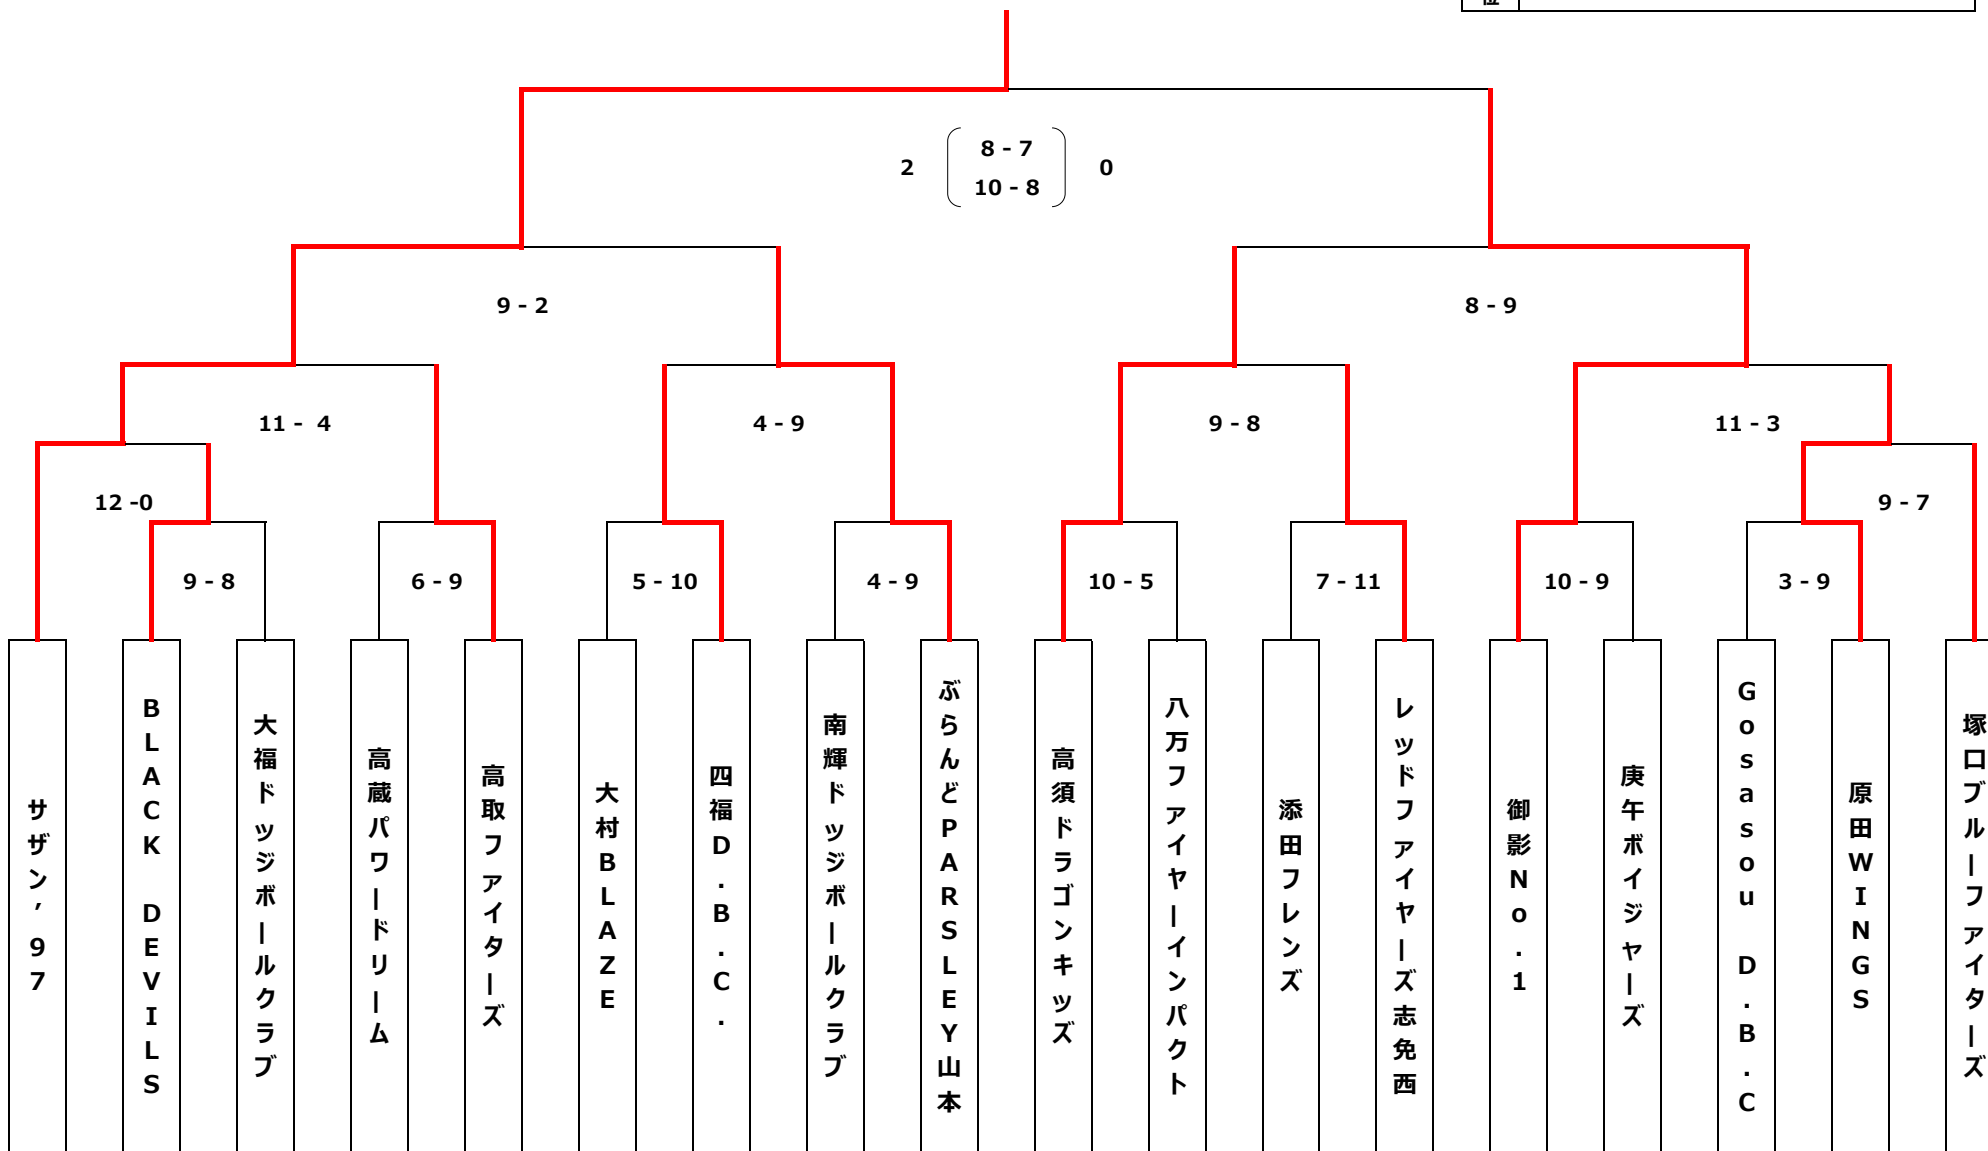 位
8 - 7
2 0
10 - 8
9 - 2
8 - 9
11 - 4
4 - 9
9 - 8
11 - 3
12 -0
9 - 7
9 - 8
6 - 9
5 - 10
4 - 9
10 - 5
7 - 11
10 - 9
3 - 9
サザン’97
BLACK DEVILS
大福ドッジボールクラブ
高蔵パワードリーム
高取ファイターズ
大村BLAZE
四福D.B.C.
南輝ドッジボールクラブ
ぶらんどPARSLEY山本
高須ドラゴンキッズ
八万ファイヤーインパクト
添田フレンズ
レッドファイヤーズ志免西
御影No.1
庚午ボイジャーズ
Gosasou D.B.C
原田WINGS
塚口ブルーファイターズ